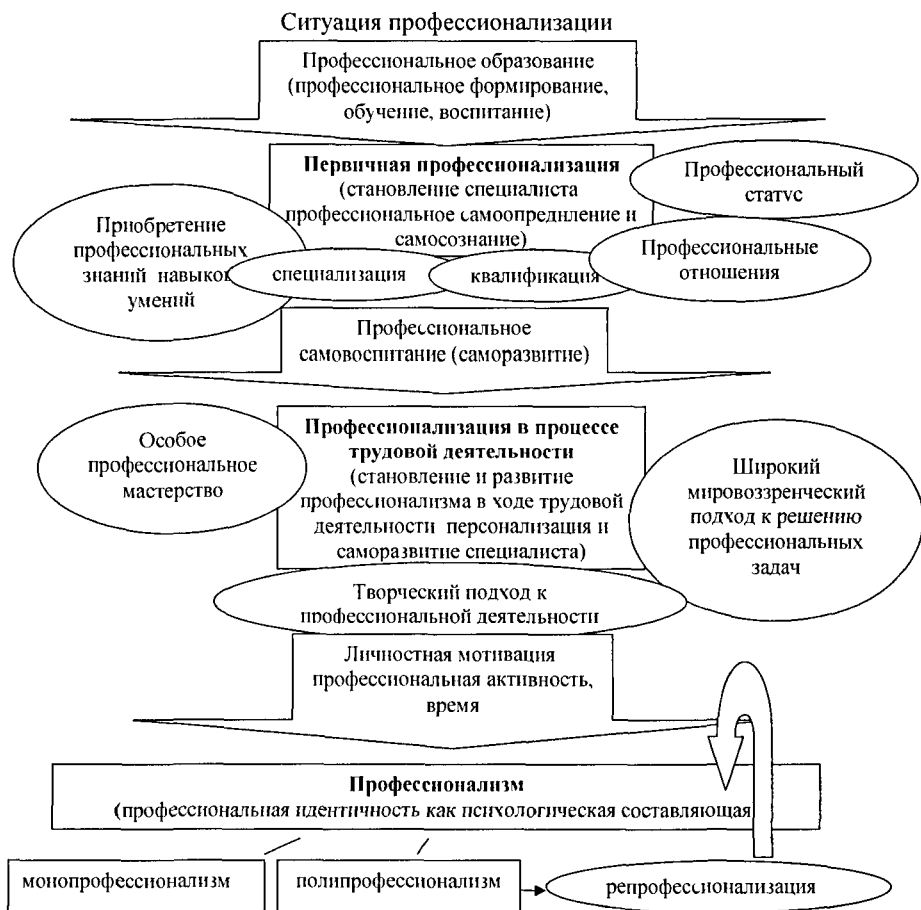 Ситуация профессионализации
Профессиональное образование
(профессиональное формирование,
обучение, воспитание)
Первичная профессионализация
(становление специалиста
профессиональное самоопреднление и
самосознание)
Профессиональный
статус
Приобретение
профессиональных
знаний навыков
умений
специализация
квалификация
Профессиональные
отношения
Профессиональное
самовоспитание (саморазвитие)
Особое
профессиональное
мастерство
Профессионализация в процессе
трудовой деятельности
(становление и развитие
профессионализма в ходе трудовой
деятельности персонализация и
саморазвитие специалиста)
Широкий
мировоззренческий
подход к решению
профессиональных
задач
Творческий подход к
профессиональной деятельности
Личностная мотивация
профессиональная активность,
время
Профессионализм
(профессиональная идентичность как психологическая составляющая
монопрофессионализм
полипрофессионализм
репрофессионализация